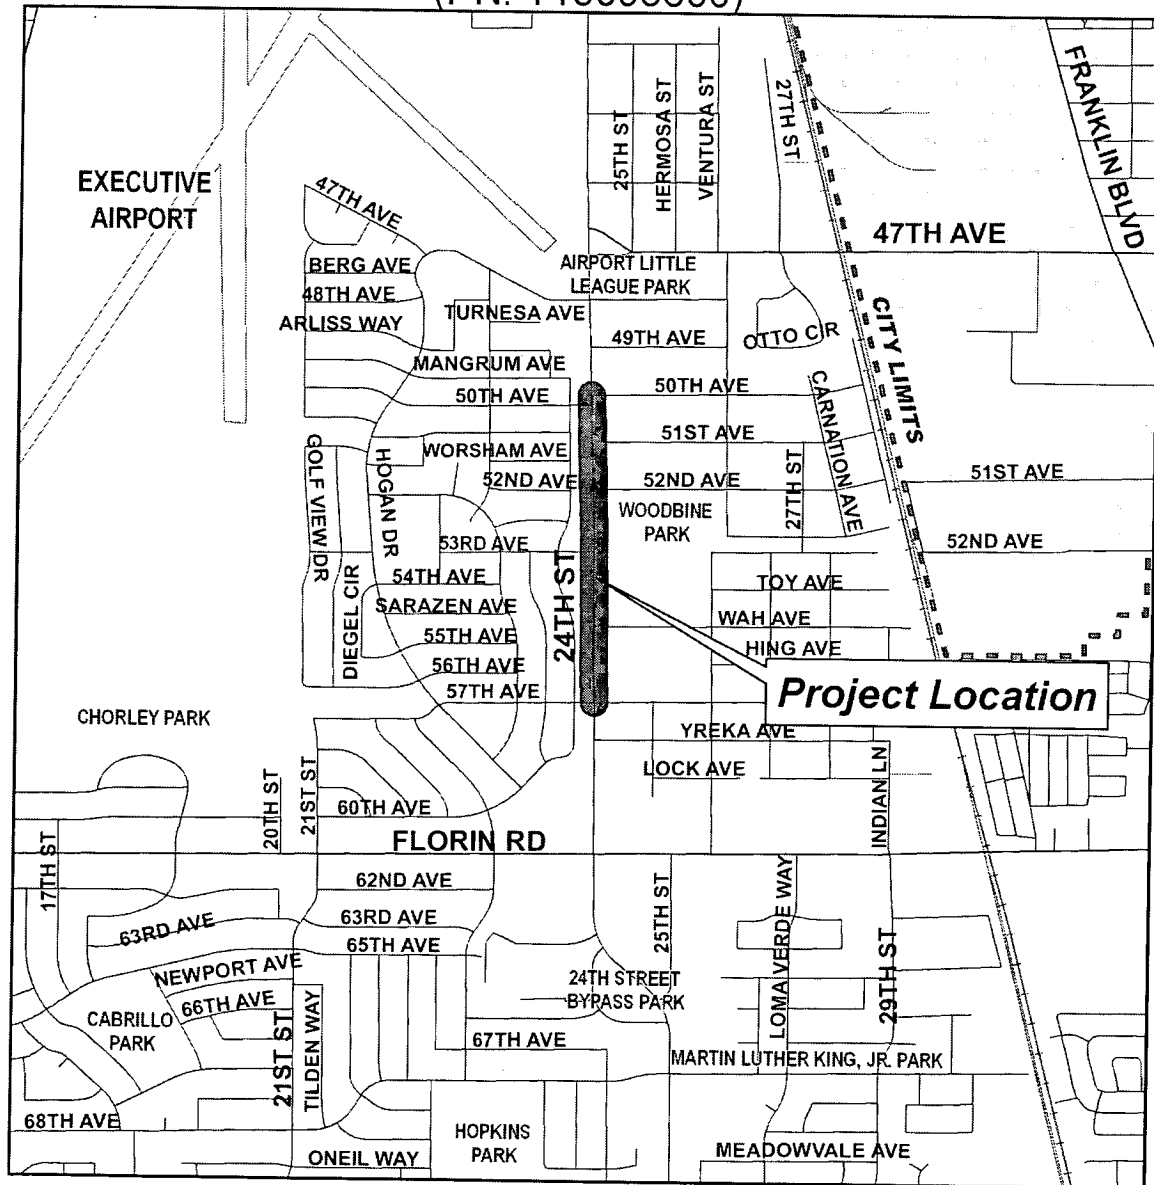 EXECUTIVE
AIRPORT
25TH ST
HERMOSA ST
VENTURA ST
27TH ST
FRANKLIN BLVD
47TH AVE
47TH AVE
BERG AVE
48TH AVE
ARLISS WAY
TURNESA AVE
AIRPORT LITTLE
LEAGUE PARK
49TH AVE
OTTO CIR
CITY LIMITS
MANGRUM AVE
50TH AVE
50TH AVE
CARNATION AVE
51ST AVE
WORSHAM AVE
GOLF VIEW DR
HOGAN DR
52ND AVE
52ND AVE
27TH ST
51ST AVE
WOODBINE
PARK
53RD AVE
52ND AVE
24TH ST
DIEGEL CIR
54TH AVE
TOY AVE
SARAZEN AVE
WAH AVE
55TH AVE
HING AVE
56TH AVE
57TH AVE
Project Location
CHORLEY PARK
YREKA AVE
LOCK AVE
INDIAN LN
20TH ST
21ST ST
60TH AVE
FLORIN RD
17TH ST
62ND AVE
25TH ST
LOMA VERDE WAY
63RD AVE
63RD AVE
65TH AVE
29TH ST
NEWPORT AVE
24TH STREET
BYPASS PARK
66TH AVE
CABRILLO
PARK
21ST ST
TILDEN WAY
67TH AVE
MARTIN LUTHER KING, JR. PARK
68TH AVE
HOPKINS
PARK
ONEIL WAY
MEADOWVALE AVE